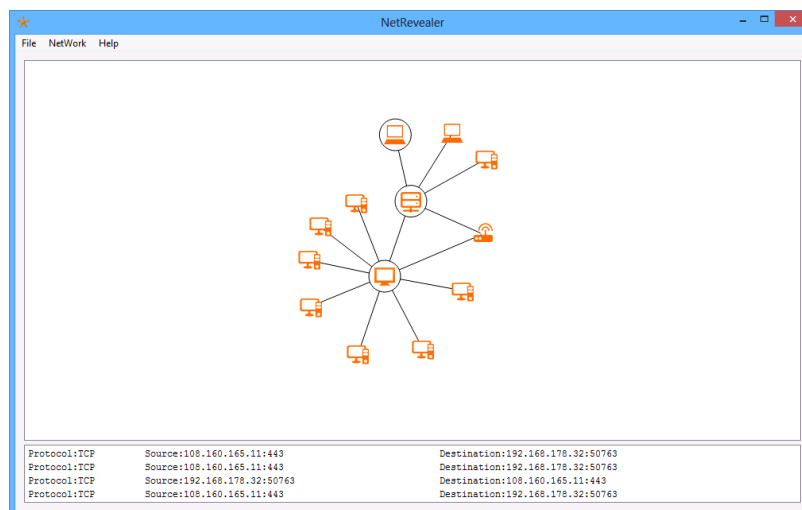 NetRevealer
File NetWork Help
Protocol:TCP Source:108.160.165.11:443 Destination:192.168.178.32:50763
Protocol:TCP Source:108.160.165.11:443 Destination:192.168.178.32:50763
Protocol:TCP Source:192.168.178.32:50763 Destination:108.160.165.11:443
Protocol:TCP Source:108.160.165.11:443 Destination:192.168.178.32:50763